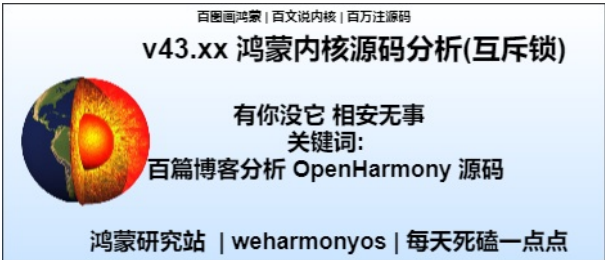 百图画鸿蒙 | 百文说内核 | 百万注源码
v43.xx 鸿蒙内核源码分析(互斥锁)
有你没它 相安无事
关键词:
百篇博客分析 OpenHarmony 源码
鸿蒙研究站 | weharmonyos | 每天死磕一点点